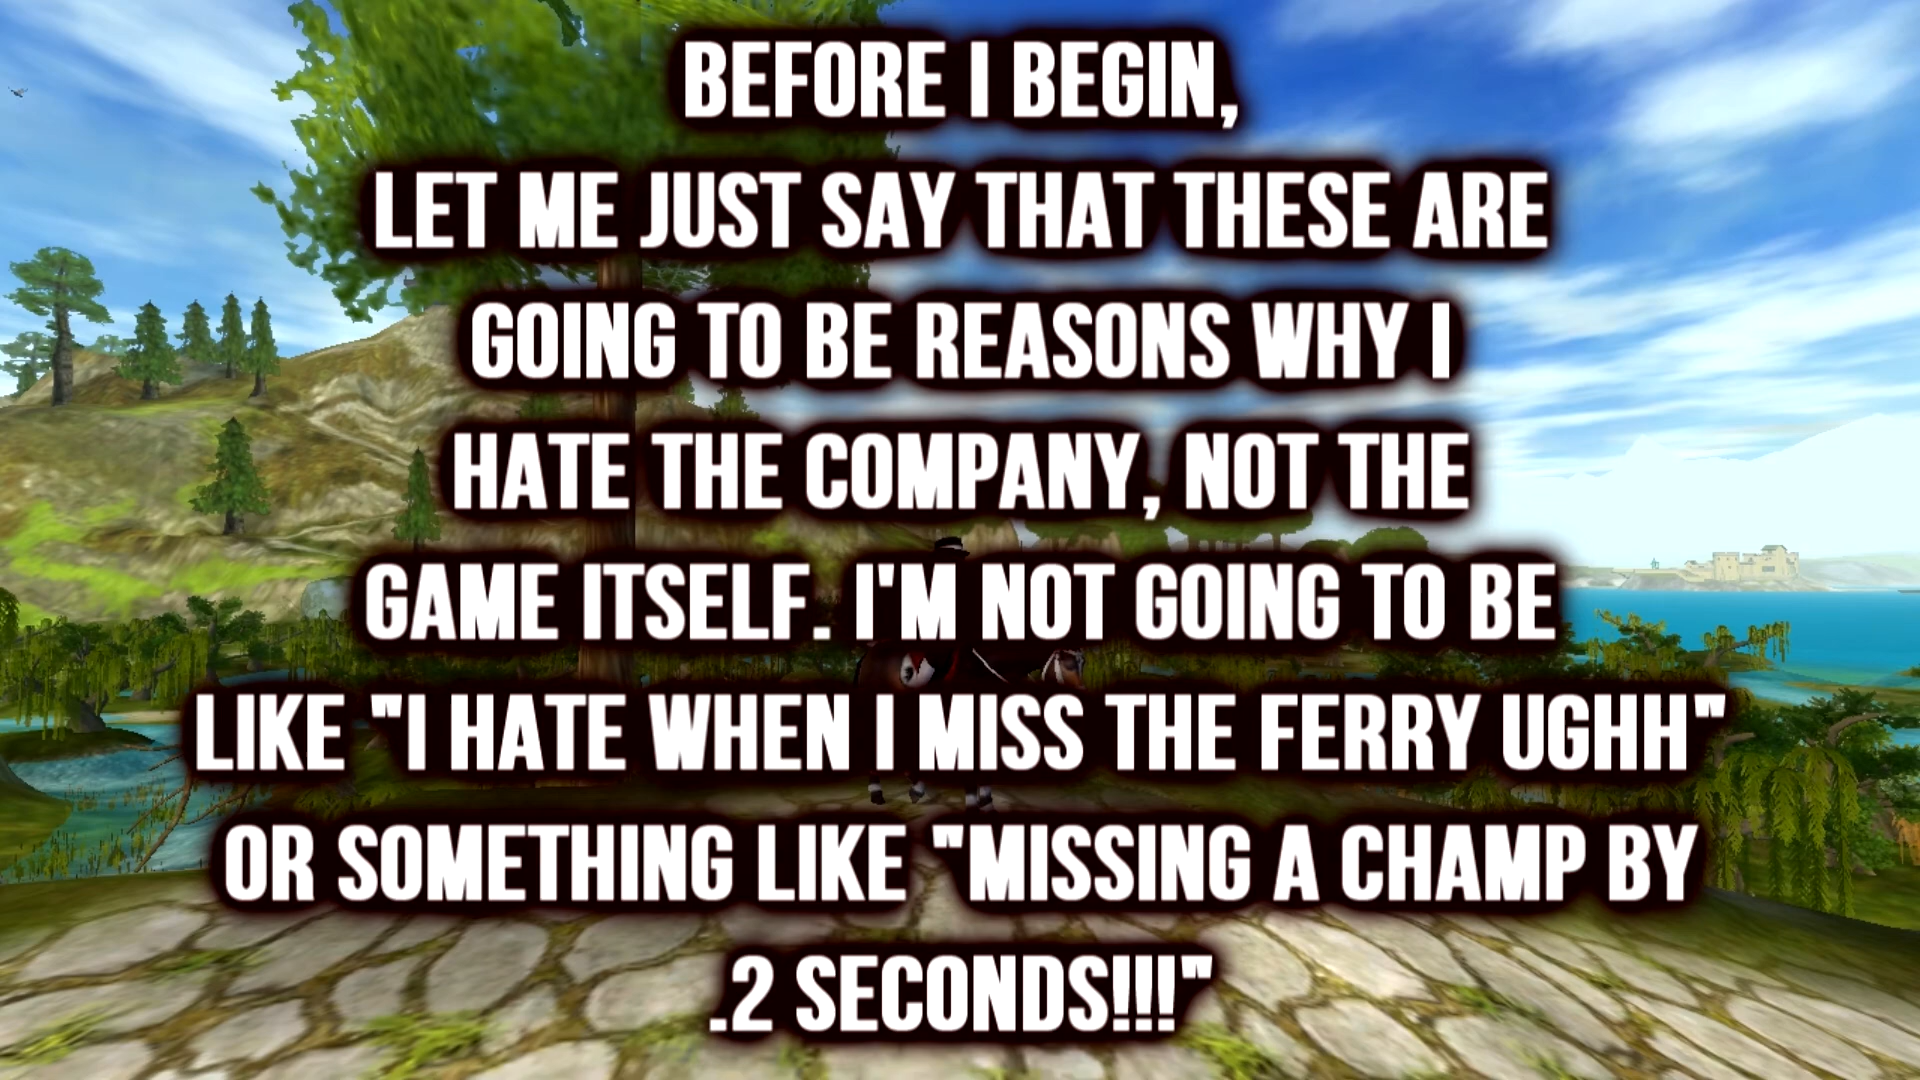 BEFORE I BEGIN,
LET ME JUST SAY THAT THESE ARE
GOING TO BE REASONS WHY I
HATE THE COMPANY, NOT THE
GAME ITSELF. I'M NOT GOING TO BE
LIKE "I HATE WHEN I MISS THE FERRY UGHH"
OR SOMETHING LIKE "MISSING A CHAMP BY
.2 SECONDS!!!"